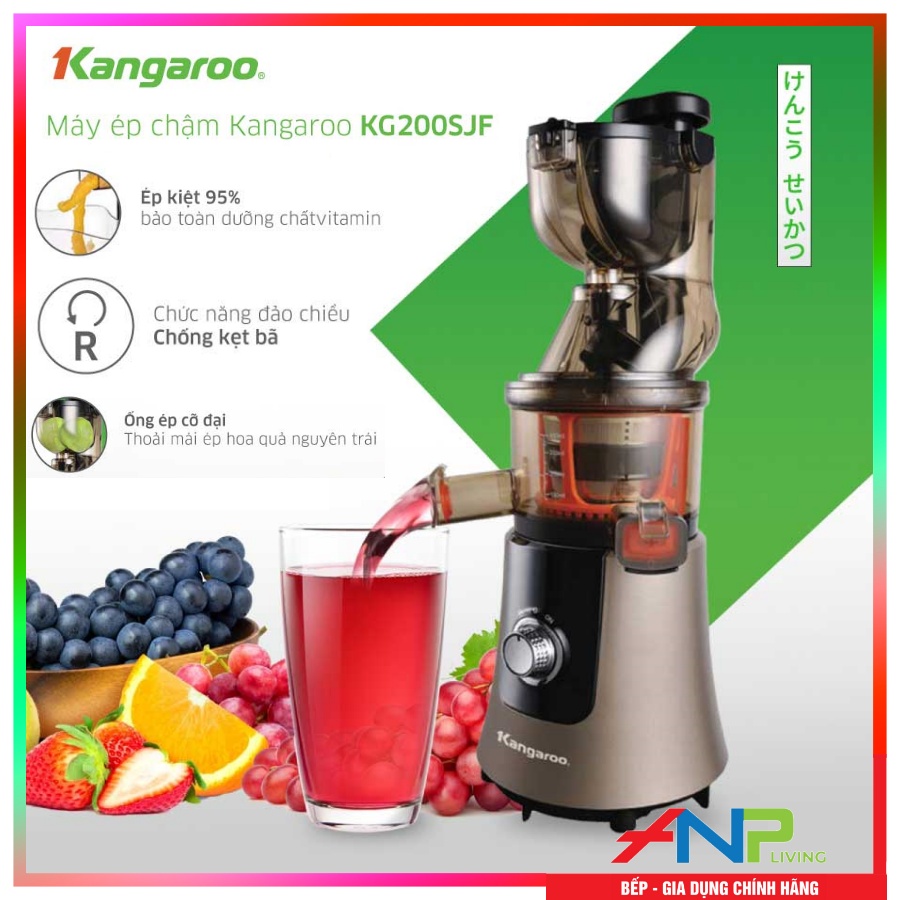 Kangaroo®
Máy ép chậm Kangaroo KG200SJF
Ép kiệt 95%
bảo toàn dưỡng chấtvitamin
R
Chức năng đảo chiều
Chống kẹt bã
Ống ép cỡ đại
Thoải mái ép hoa quả nguyên trái
けんこう せいかつ
ON
Kangaroo®
ANP
LIVING
BẾP - GIA DỤNG CHÍNH HÃNG